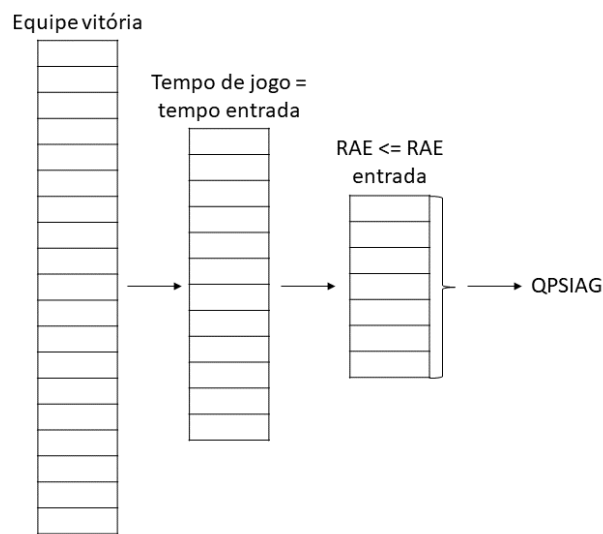 Equipe vitória
Tempo de jogo =
tempo entrada
RAE <= RAE
entrada
QPSIAG